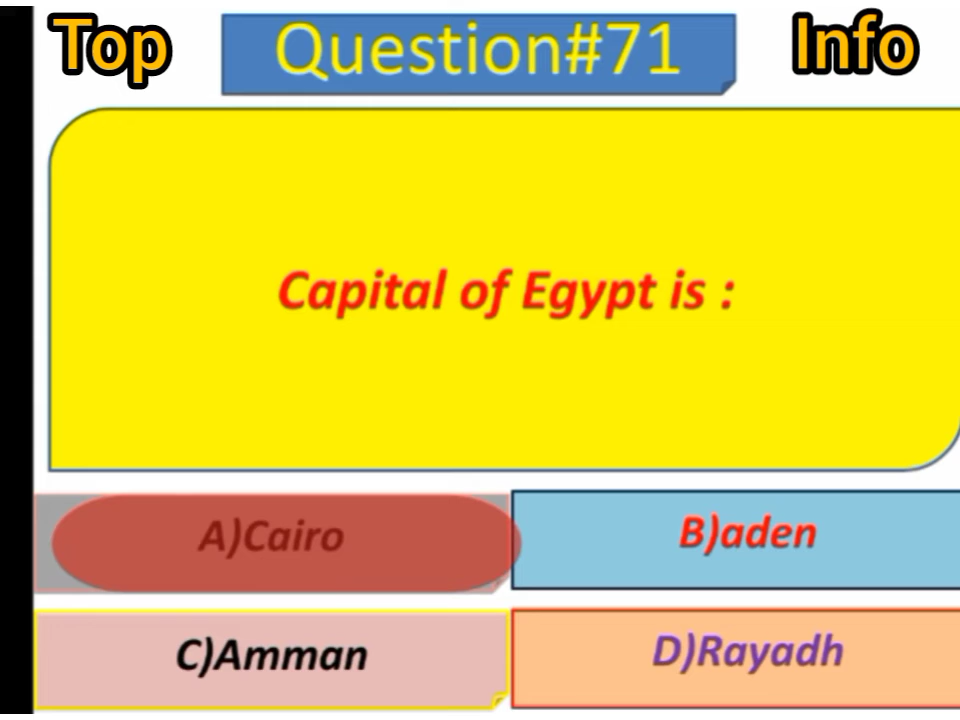 Top
Question#71
Info
Capital of Egypt is :
A)Cairo
B)aden
C)Amman
D)Rayadh